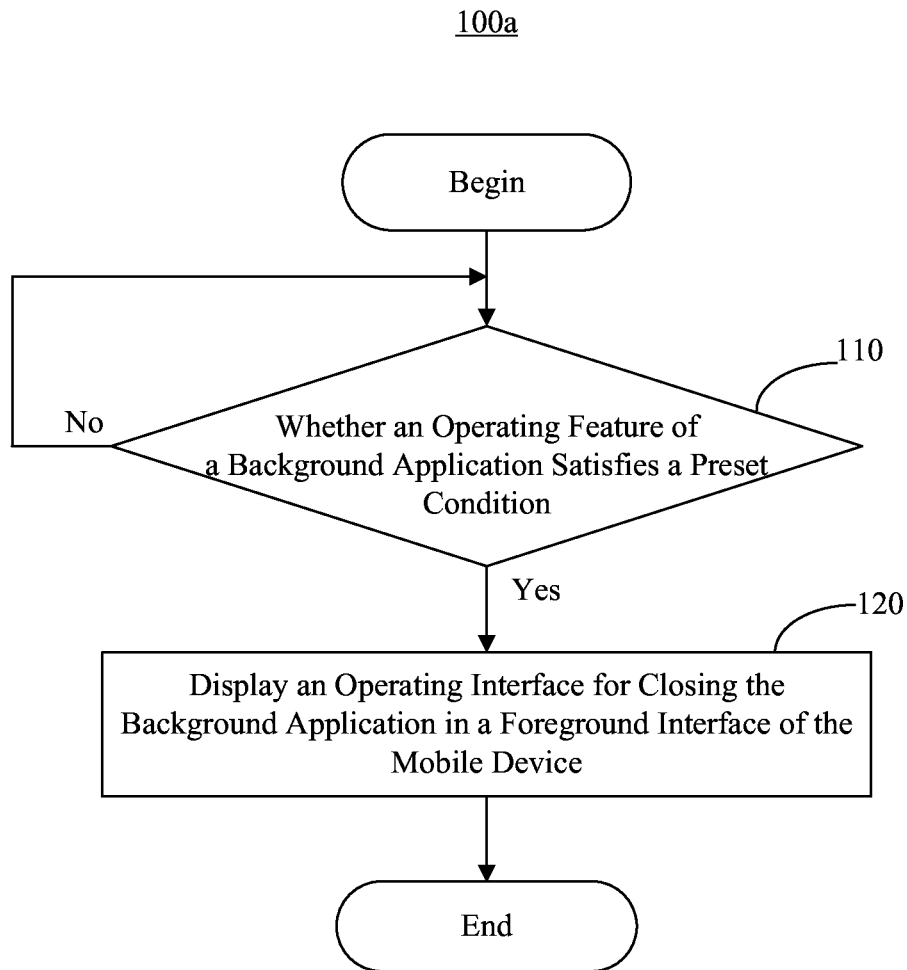 100a
Begin
110
No
Whether an Operating Feature of
a Background Application Satisfies a Preset
Condition
Yes
120
Display an Operating Interface for Closing the
Background Application in a Foreground Interface of the
Mobile Device
End